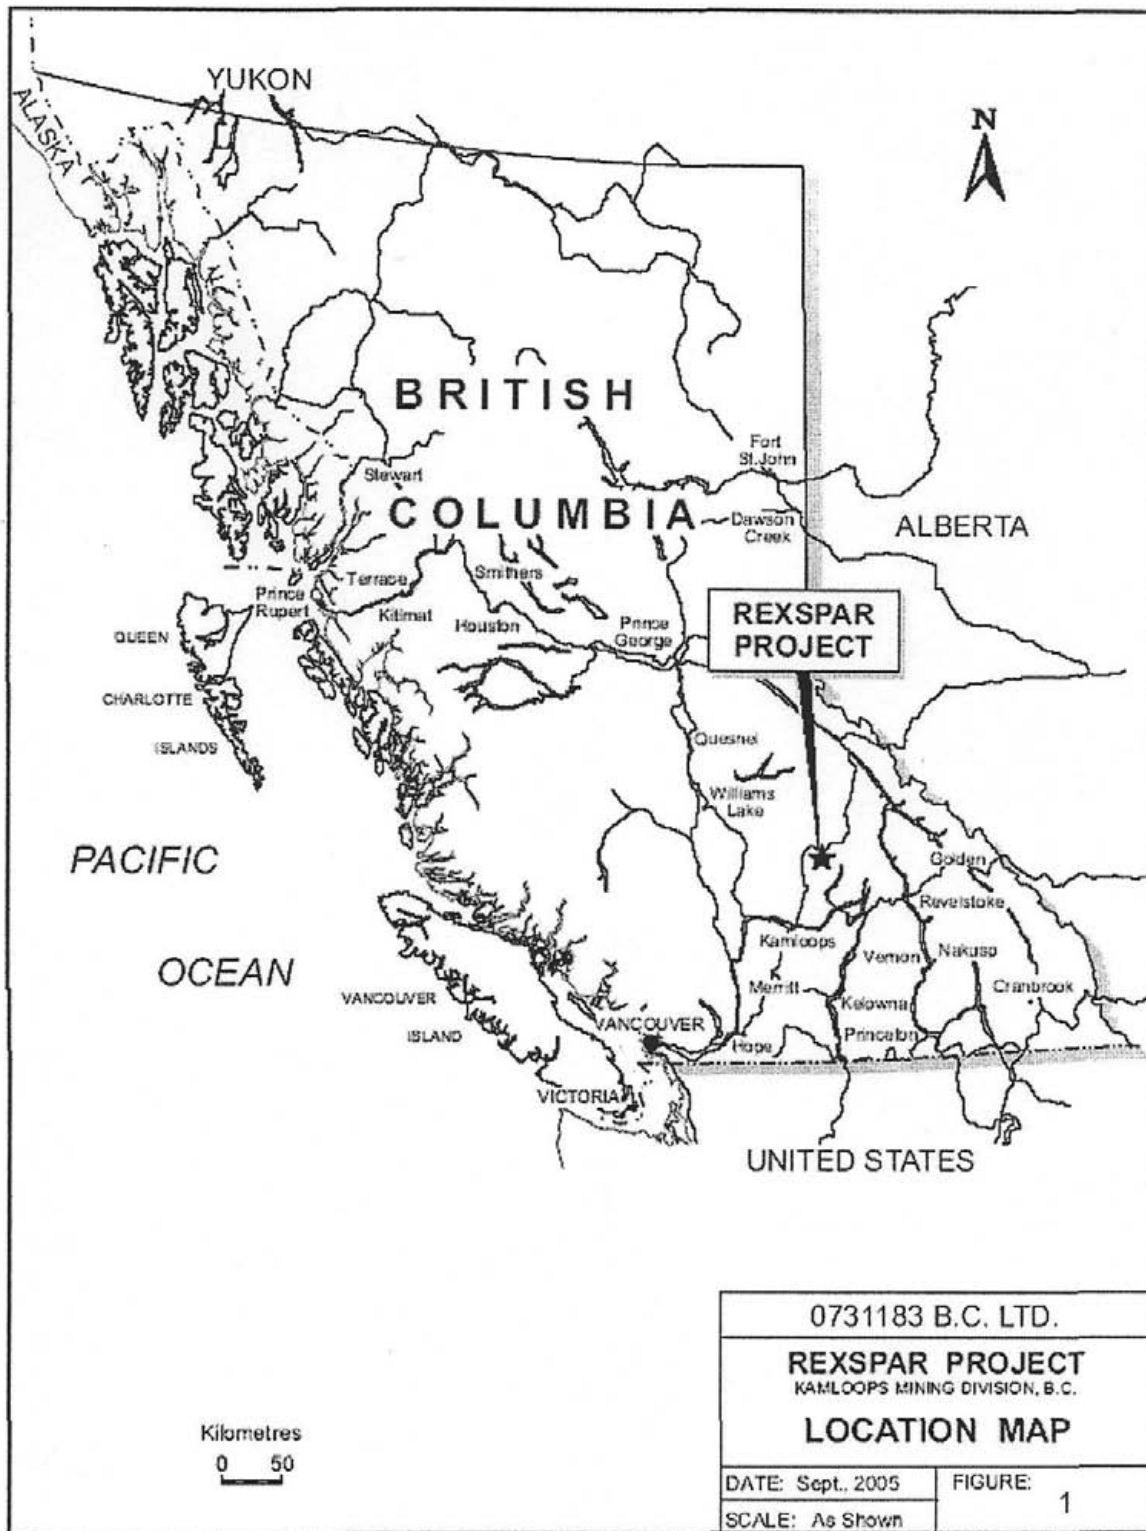 YUKON
ALASKA
N
BRITISH
Fort
St.John
Stewart
COLUMBIA
Dawson
Creek
ALBERTA
Terrace
Smithers
Prince
Rupert
Kitimat
Houston
Prince
George
REXSPAR
PROJECT
QUEEN
CHARLOTTE
ISLANDS
Quesnel
Williams
Lake
PACIFIC
OCEAN
Golden
Revelstoke
Kamloops
Vernon
Nakusp
Merritt
Cranbrook
Kelowna
VANCOUVER
ISLAND
VANCOUVER
Princeton
Hope
VICTORIA
UNITED STATES
0731183 B.C. LTD.
REXSPAR PROJECT
KAMLOOPS MINING DIVISION, B.C.
LOCATION MAP
Kilometres
0 50
DATE: Sept., 2005
FIGURE:
1
SCALE: As Shown